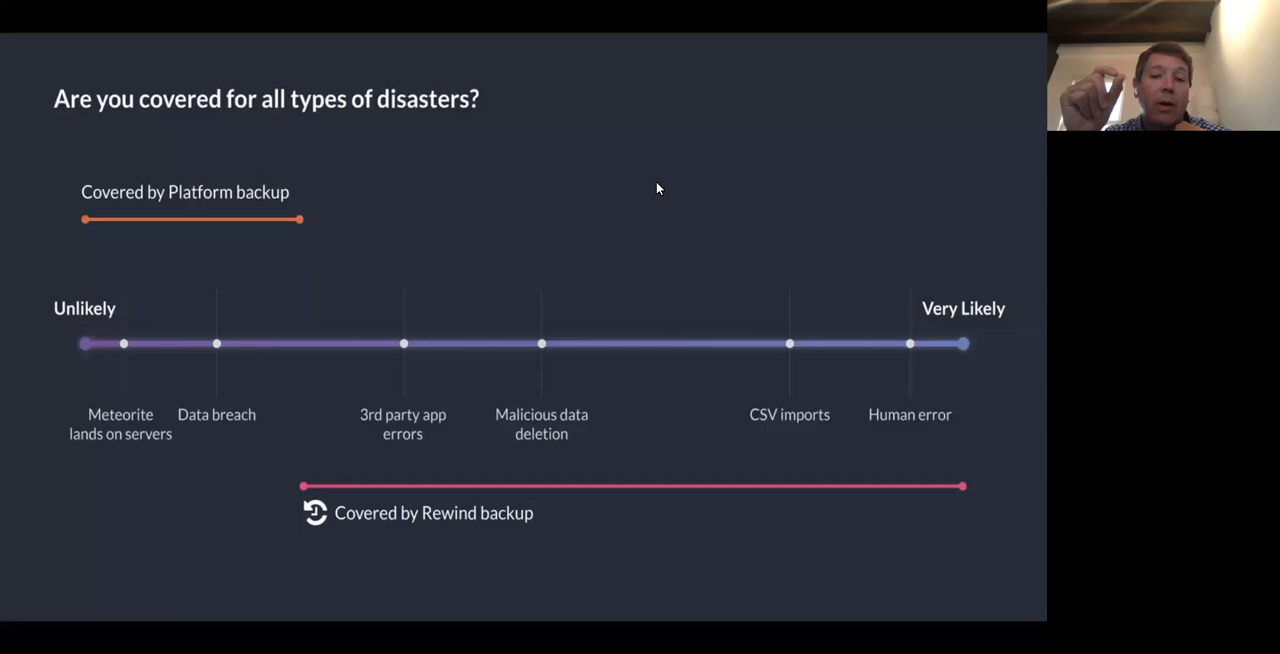 Are you covered for all types of disasters?
Covered by Platform backup
Unlikely
Very Likely
Meteorite
lands on servers
Data breach
3rd party app
errors
Malicious data
deletion
CSV imports
Human error
Covered by Rewind backup